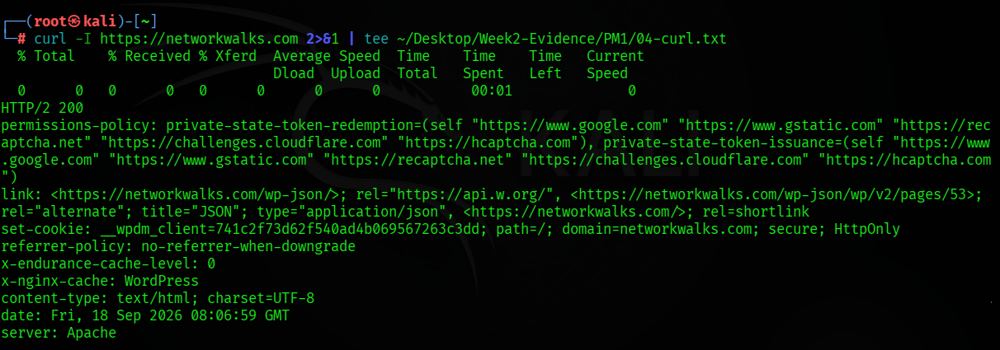 ┌──(root㉿kali)-[~]
└─# curl -I https://networkwalks.com 2>&1 | tee ~/Desktop/Week2-Evidence/PM1/04-curl.txt
  % Total    % Received % Xferd  Average Speed  Time    Time    Time   Current
                                 Dload  Upload  Total   Spent   Left   Speed
  0      0   0      0   0      0      0      0           00:01              0
HTTP/2 200
permissions-policy: private-state-token-redemption=(self "https://www.google.com" "https://www.gstatic.com" "https://rec
aptcha.net" "https://challenges.cloudflare.com" "https://hcaptcha.com"), private-state-token-issuance=(self "https://www
.google.com" "https://www.gstatic.com" "https://recaptcha.net" "https://challenges.cloudflare.com" "https://hcaptcha.com
")
link: <https://networkwalks.com/wp-json/>; rel="https://api.w.org/", <https://networkwalks.com/wp-json/wp/v2/pages/53>;
rel="alternate"; title="JSON"; type="application/json", <https://networkwalks.com/>; rel=shortlink
set-cookie: __wpdm_client=741c2f73d62f540ad4b069567263c3dd; path=/; domain=networkwalks.com; secure; HttpOnly
referrer-policy: no-referrer-when-downgrade
x-endurance-cache-level: 0
x-nginx-cache: WordPress
content-type: text/html; charset=UTF-8
date: Fri, 18 Sep 2026 08:06:59 GMT
server: Apache
KALI